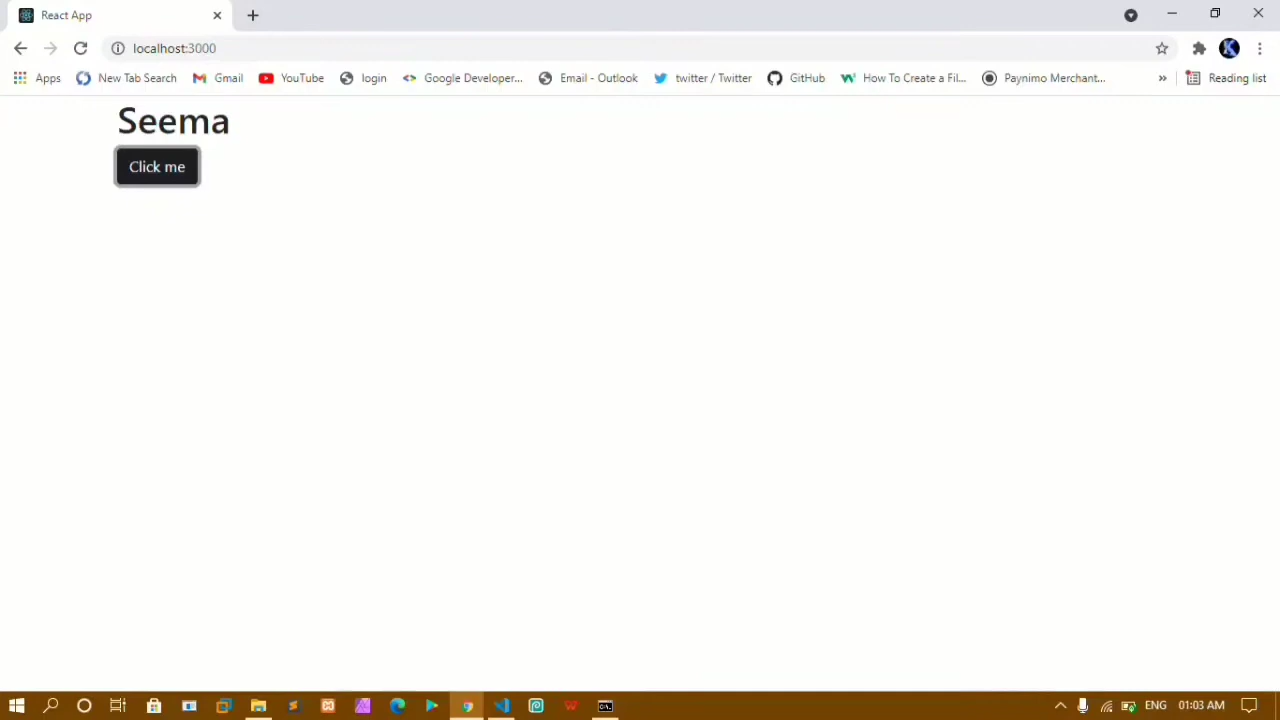 React App
localhost:3000
Apps New Tab Search Gmail YouTube login Google Developer... Email - Outlook twitter / Twitter GitHub How To Create a Fil... Paynimo Merchant... » Reading list
Seema
Click me
ENG 01:03 AM